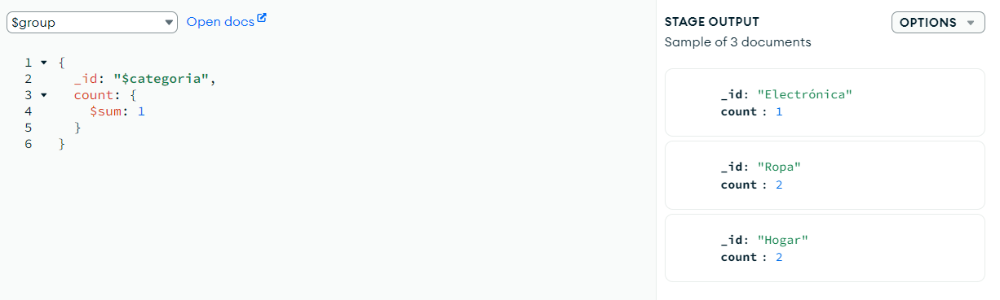 $group
Open docs
1 {
2 _id: "$categoria",
3 count: {
4 $sum: 1
5 }
6 }
STAGE OUTPUT
OPTIONS
Sample of 3 documents
_id: "Electrónica"
count : 1
_id: "Ropa"
count : 2
_id: "Hogar"
count : 2